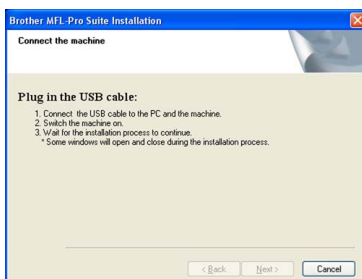 Brother MFL-Pro Suite Installation
Connect the machine
Plug in the USB cable:
1. Connect the USB cable to the PC and the machine.
2. Switch the machine on.
3. Wait for the installation process to continue.
* Some windows will open and close during the installation process.
< Back
Next >
Cancel